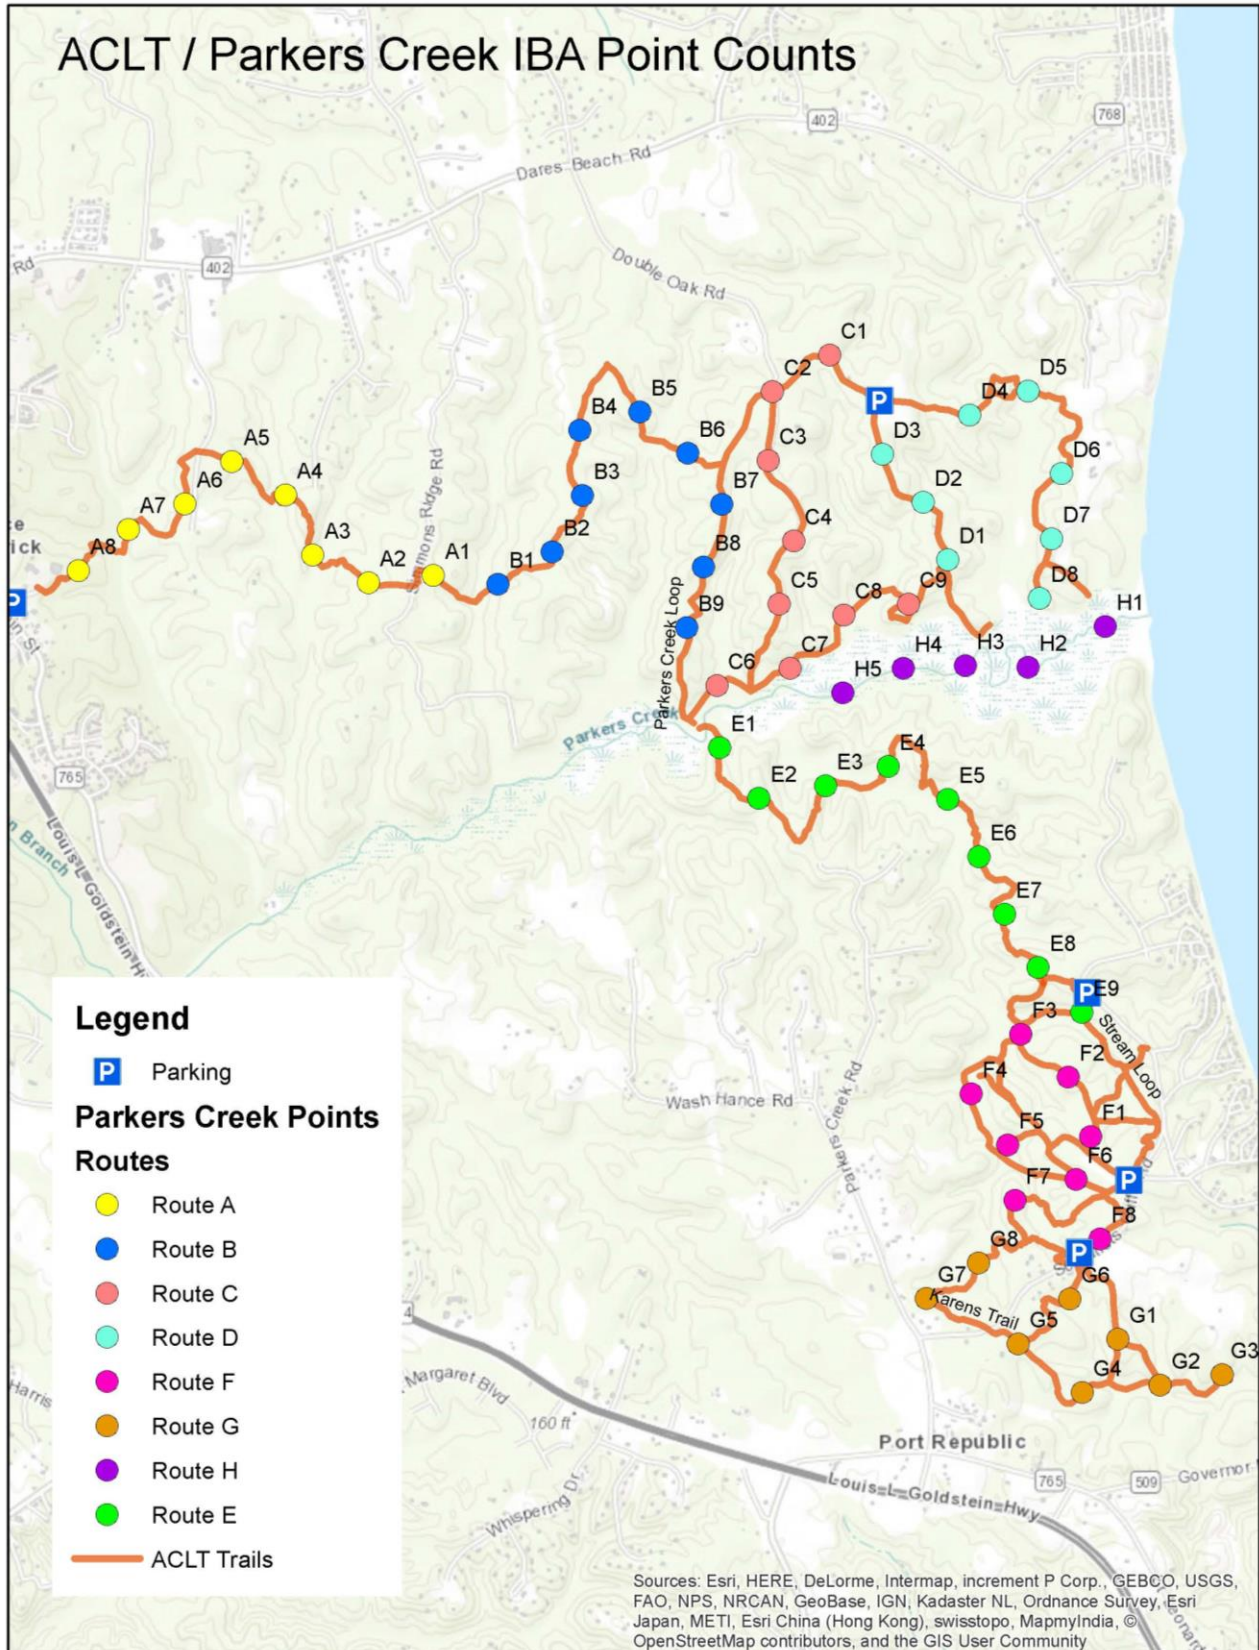 ACLT / Parkers Creek IBA Point Counts
768
402
Dares Beach Rd
Rd
402
Double Oak Rd
C1
C2
D5
D4
B5
B4
B6
C3
D3
D6
A5
A4
A6
B3
B7
D2
A7
C4
D7
A3
B2
B8
D1
A8
A2
A1
B1
C5
C8
C9
D8
Simmons Ridge Rd
P
B9
H1
Parkers Creek Loop
C7
H4
H3
H2
C6
H5
Parkers Creek
E1
E4
E3
E2
E5
765
E6
Louis L Goldstein H
n Branch
E7
E8
P
E9
F3
Stream Loop
F2
F4
Wash Hance Rd
Parkers Creek Rd
F1
F5
F6
F7
P
F8
P
G8
G7
G6
Karens Trail
G5
G1
G3
G2
G4
Legend
P Parking
Parkers Creek Points
Routes
Route A
Route B
Route C
Route D
Route F
Route G
Route H
Route E
ACLT Trails
4
Margaret Blvd
Harris
160 ft
Whispering Dr
Port Republic
Louis L Goldstein Hwy
765
509
Governor
Sources: Esri, HERE, DeLorme, Intermap, increment P Corp., GEBCO, USGS,
FAO, NPS, NRCAN, GeoBase, IGN, Kadaster NL, Ordnance Survey, Esri
Japan, METI, Esri China (Hong Kong), swisstopo, MapmyIndia, ©
OpenStreetMap contributors, and the GIS User Community